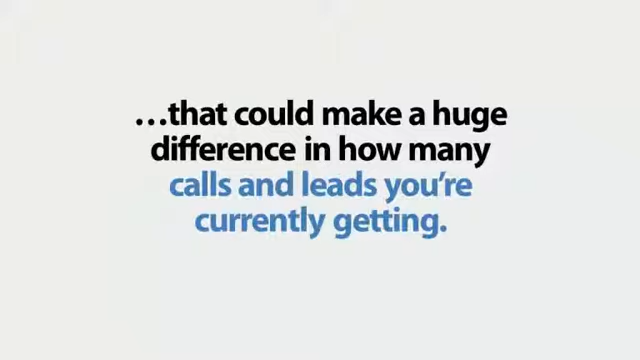 …that could make a huge
difference in how many
calls and leads you’re
currently getting.